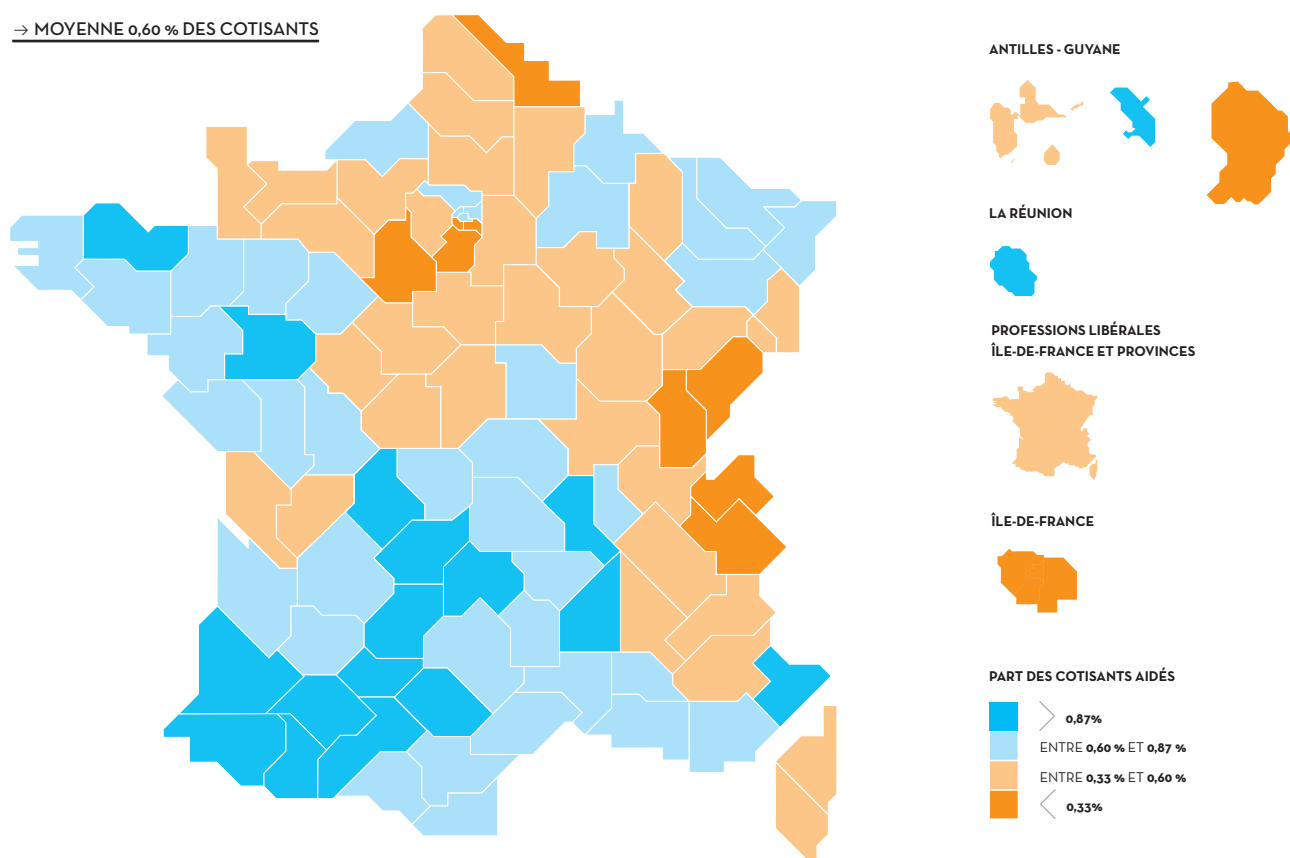 → MOYENNE 0,60 % DES COTISANTS
ANTILLES - GUYANE
LA RÉUNION
PROFESSIONS LIBÉRALES
ÎLE-DE-FRANCE ET PROVINCES
ÎLE-DE-FRANCE
PART DES COTISANTS AIDÉS
> 0,87%
ENTRE 0,60 % ET 0,87 %
ENTRE 0,33 % ET 0,60 %
< 0,33%